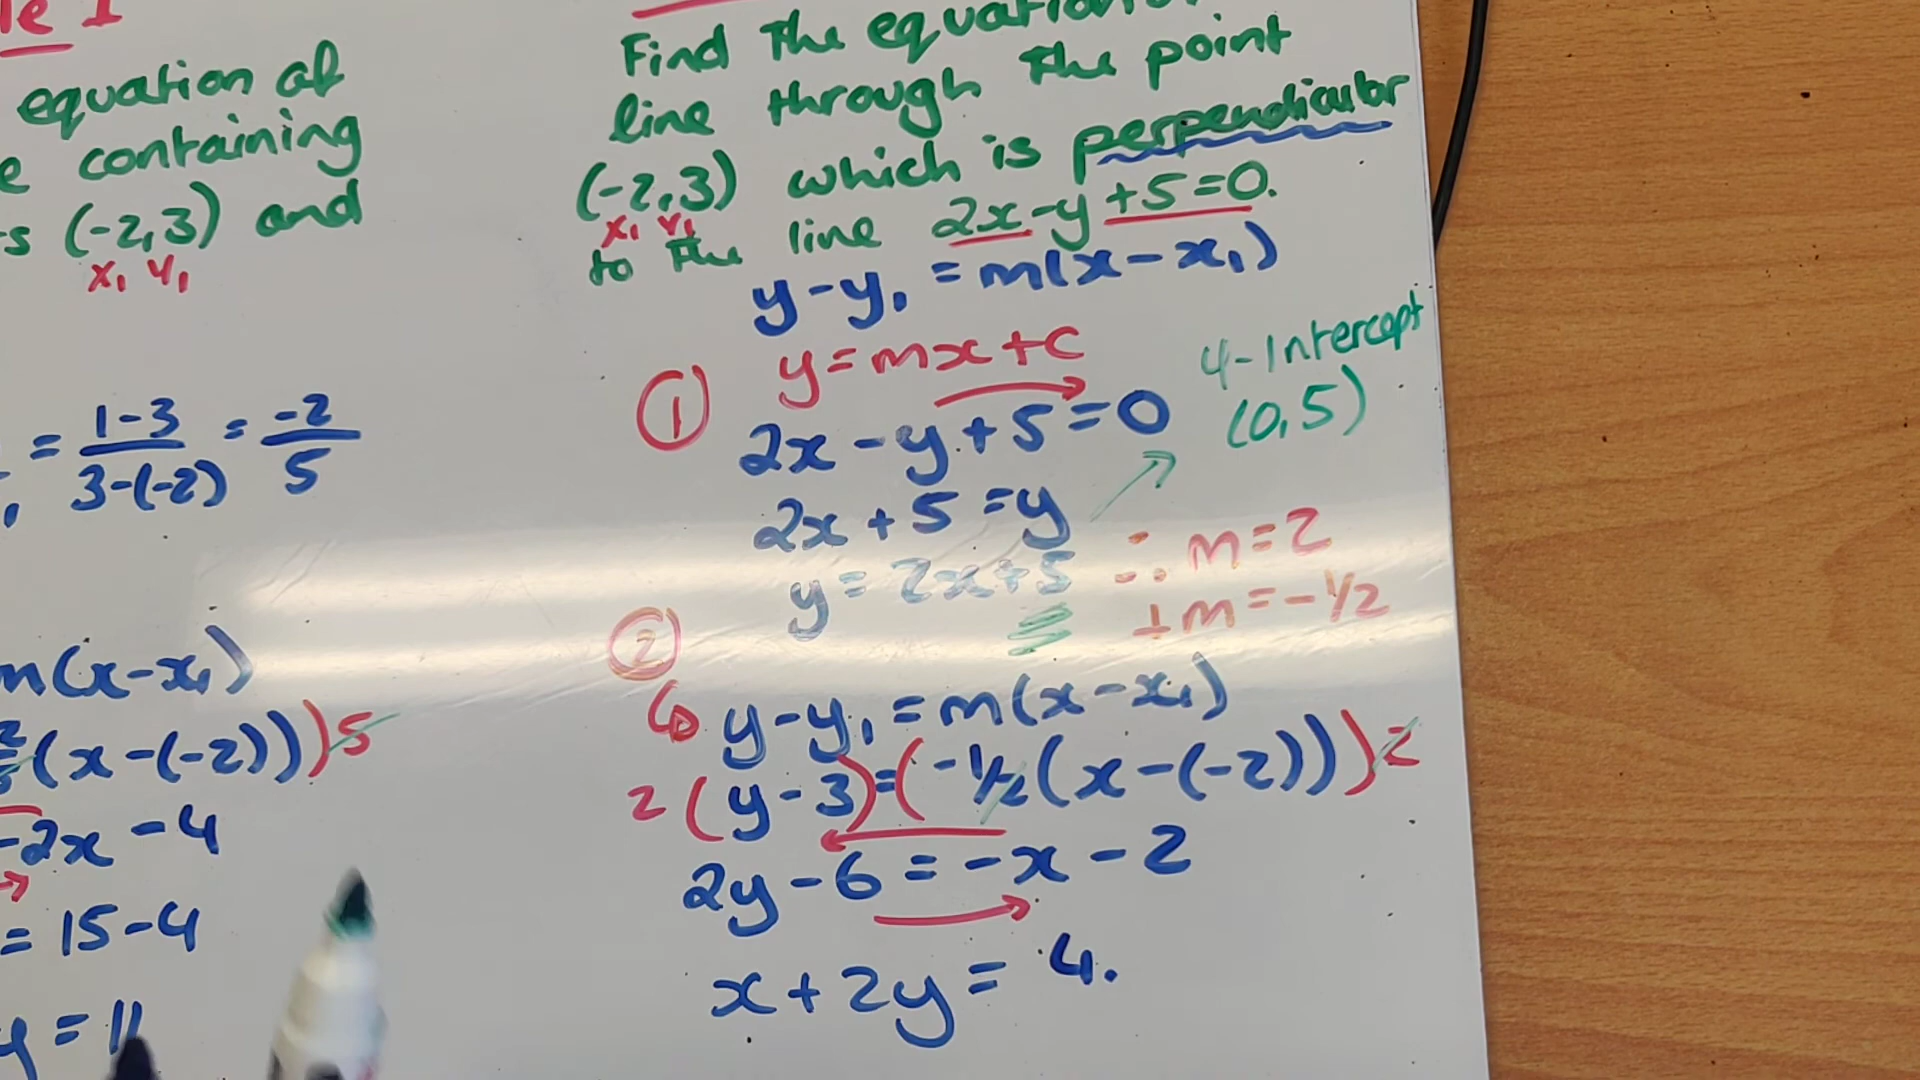 le 1
equation of
e containing
s (-2,3) and
x₁ y₁
= 1-3 / 3-(-2) = -2 / 5
m(x-x₁)
(x-(-2)))5
-2x -4
= 15-4
y = 11
Find the equation
line through the point
(-2,3) which is perpendicular
x₁ y₁
to the line 2x-y+5=0.
y-y₁ = m(x-x₁)
① y=mx+c
y-Intercept
(0,5)
2x-y+5=0
2x+5=y
y=2x+5 ∴ m=2
⊥m=-1/2
②
y-y₁=m(x-x₁)
2(y-3)=(-1/2(x-(-2)))2
2y-6=-x-2
x+2y=4.